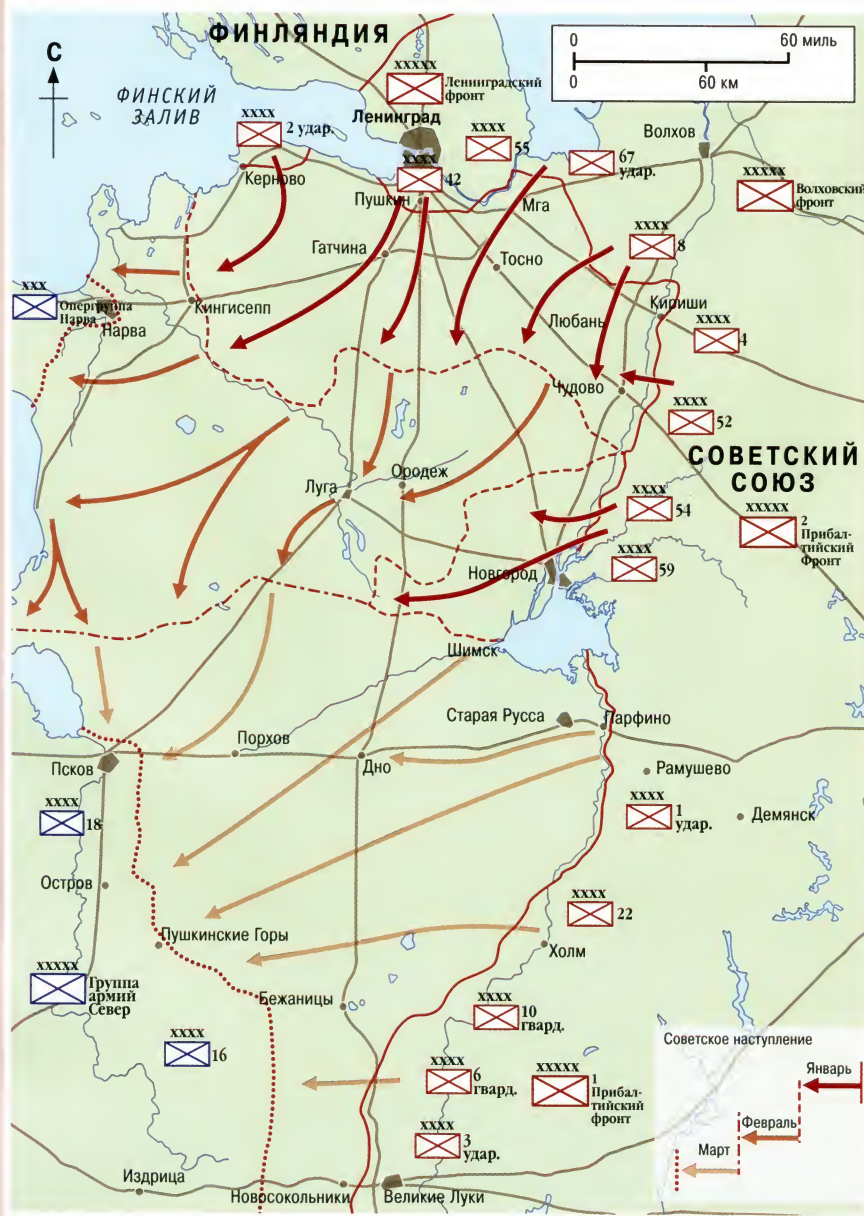 ФИНЛЯНДИЯ
С
0 60 миль
0 60 км
ФИНСКИЙ
ЗАЛИВ
XXXXX
Ленинградский
фронт
XXXX
2 удар.
Ленинград
XXXX
55
XXXX
67
удар.
Волхов
XXXXX
Волховский
фронт
Керново
XXXX
42
Пушкин
Мга
XXXX
8
Гатчина
Тосно
XXX
Опергруппа
Нарва
Нарва
Кингисепп
Любань
Кириши
XXXX
4
Чудово
XXXX
52
СОВЕТСКИЙ
СОЮЗ
Луга
Ородеж
XXXX
54
XXXXX
2
Прибал-
тийский
фронт
Новгород
XXXX
59
Шимск
Старая Русса
Парфино
Порхов
Псков
Дно
Рамушево
XXXX
18
XXXX
1
удар.
Демянск
Остров
XXXX
22
Пушкинские Горы
Холм
XXXXX
Группа
армий
Север
Бежаницы
XXXX
10
гвард.
XXXX
16
XXXX
6
гвард.
XXXXX
1
Прибал-
тийский
фронт
XXXX
3
удар.
Советское наступление
Январь
Февраль
Март
Издрица
Новосокольники
Великие Луки